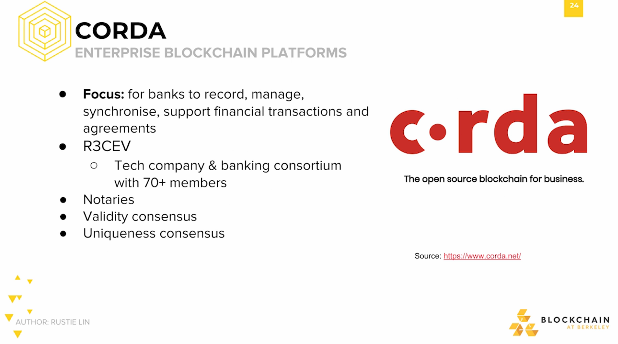 24
CORDA
ENTERPRISE BLOCKCHAIN PLATFORMS
● Focus: for banks to record, manage,
synchronise, support financial transactions and
agreements
● R3CEV
○ Tech company & banking consortium
with 70+ members
● Notaries
● Validity consensus
● Uniqueness consensus
c·rda
The open source blockchain for business.
Source: https://www.corda.net/
AUTHOR: RUSTIE LIN
BLOCKCHAIN
AT BERKELEY